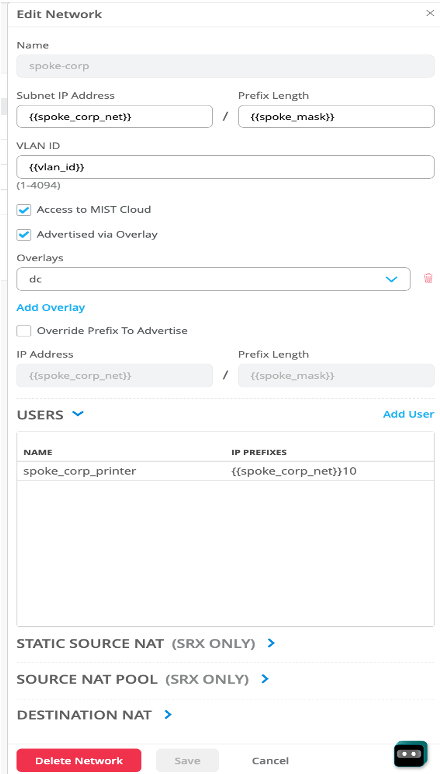 Edit Network
Name
spoke-corp
Subnet IP Address Prefix Length
{{spoke_corp_net}} / {{spoke_mask}}
VLAN ID
{{vlan_id}}
(1-4094)
Access to MIST Cloud
Advertised via Overlay
Overlays
dc
Add Overlay
Override Prefix To Advertise
IP Address Prefix Length
{{spoke_corp_net}} / {{spoke_mask}}
USERS Add User
NAME IP PREFIXES
spoke_corp_printer {{spoke_corp_net}}10
STATIC SOURCE NAT (SRX ONLY)
SOURCE NAT POOL (SRX ONLY)
DESTINATION NAT
Delete Network Save Cancel